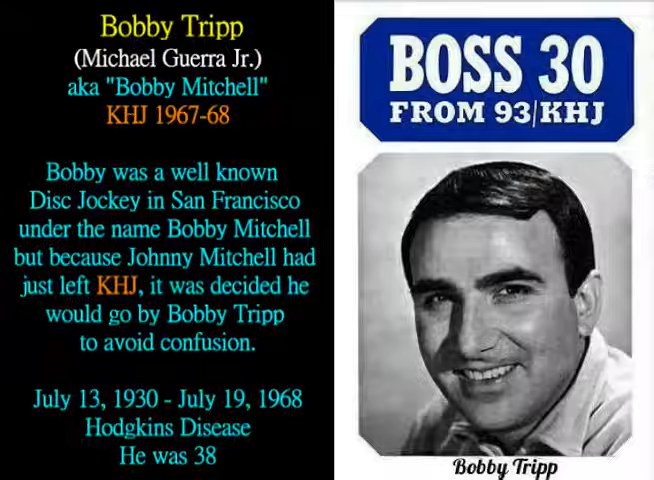 Bobby Tripp
(Michael Guerra Jr.)
aka "Bobby Mitchell"
KHJ 1967-68
Bobby was a well known
Disc Jockey in San Francisco
under the name Bobby Mitchell
but because Johnny Mitchell had
just left KHJ, it was decided he
would go by Bobby Tripp
to avoid confusion.
July 13, 1930 - July 19, 1968
Hodgkins Disease
He was 38
BOSS 30
FROM 93/KHJ
Bobby Tripp